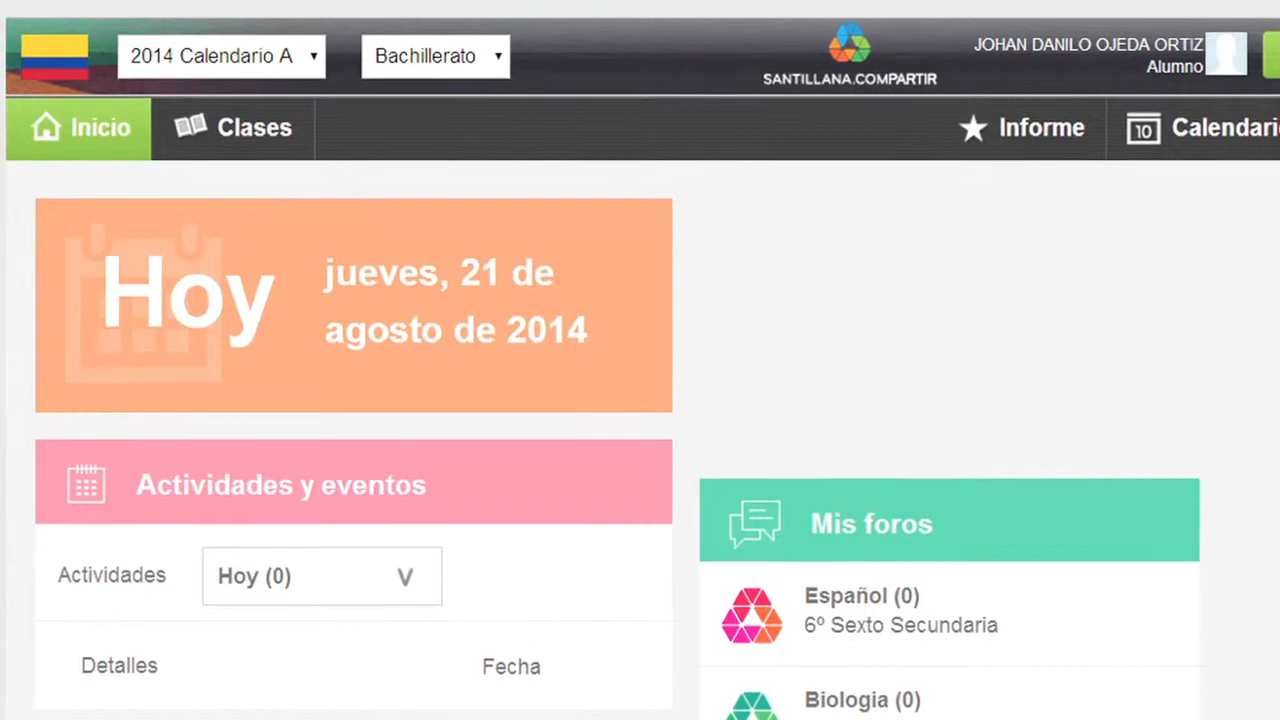 2014 Calendario A
Bachillerato
SANTILLANA.COMPARTIR
JOHAN DANILO OJEDA ORTIZ
Alumno
Inicio
Clases
Informe
10
Calendari
Hoy
jueves, 21 de
agosto de 2014
Actividades y eventos
Actividades
Hoy (0)
Detalles
Fecha
Mis foros
Español (0)
6º Sexto Secundaria
Biologia (0)